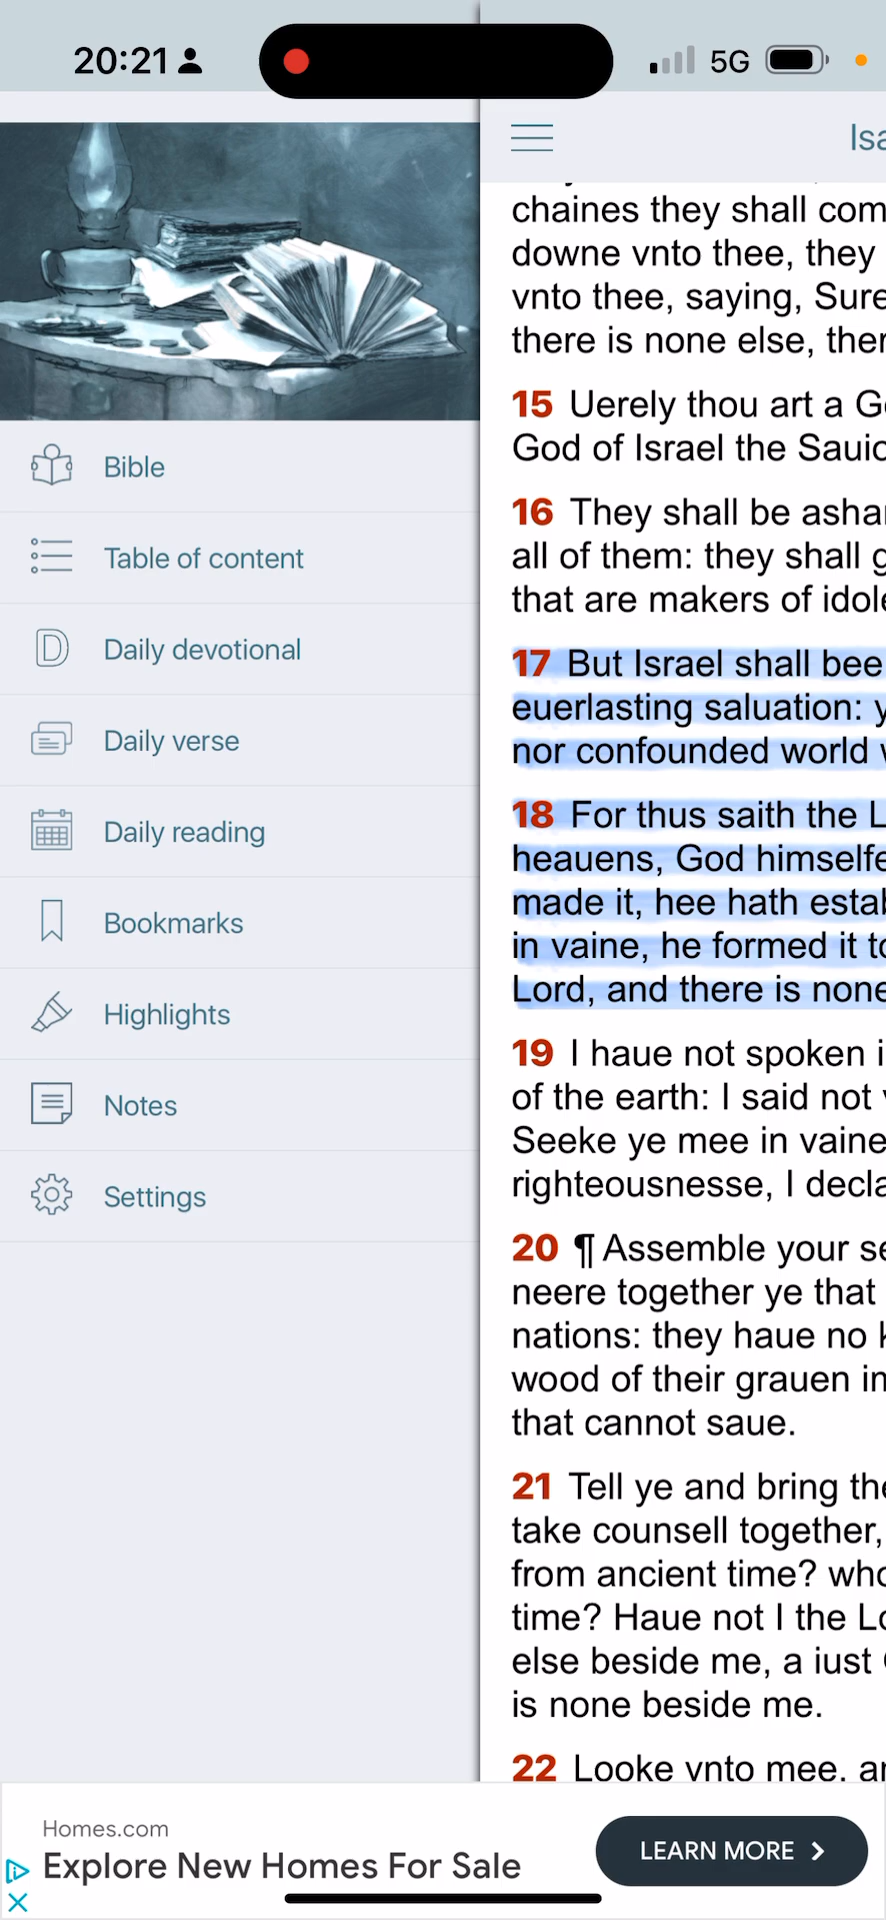 20:21
5G
Bible
Table of content
Daily devotional
Daily verse
Daily reading
Bookmarks
Highlights
Notes
Settings
Isa
chaines they shall com
downe vnto thee, they
vnto thee, saying, Sure
there is none else, ther
15 Uerely thou art a G
God of Israel the Sauio
16 They shall be asha
all of them: they shall g
that are makers of idol
17 But Israel shall bee
euerlasting saluation: y
nor confounded world
18 For thus saith the L
heauens, God himselfe
made it, hee hath estab
in vaine, he formed it to
Lord, and there is none
19 I haue not spoken i
of the earth: I said not
Seeke ye mee in vaine
righteousnesse, I decla
20 ¶ Assemble your se
neere together ye that
nations: they haue no k
wood of their grauen in
that cannot saue.
21 Tell ye and bring the
take counsell together,
from ancient time? who
time? Haue not I the Lo
else beside me, a iust
is none beside me.
22 Looke vnto mee, an
Homes.com
Explore New Homes For Sale
LEARN MORE